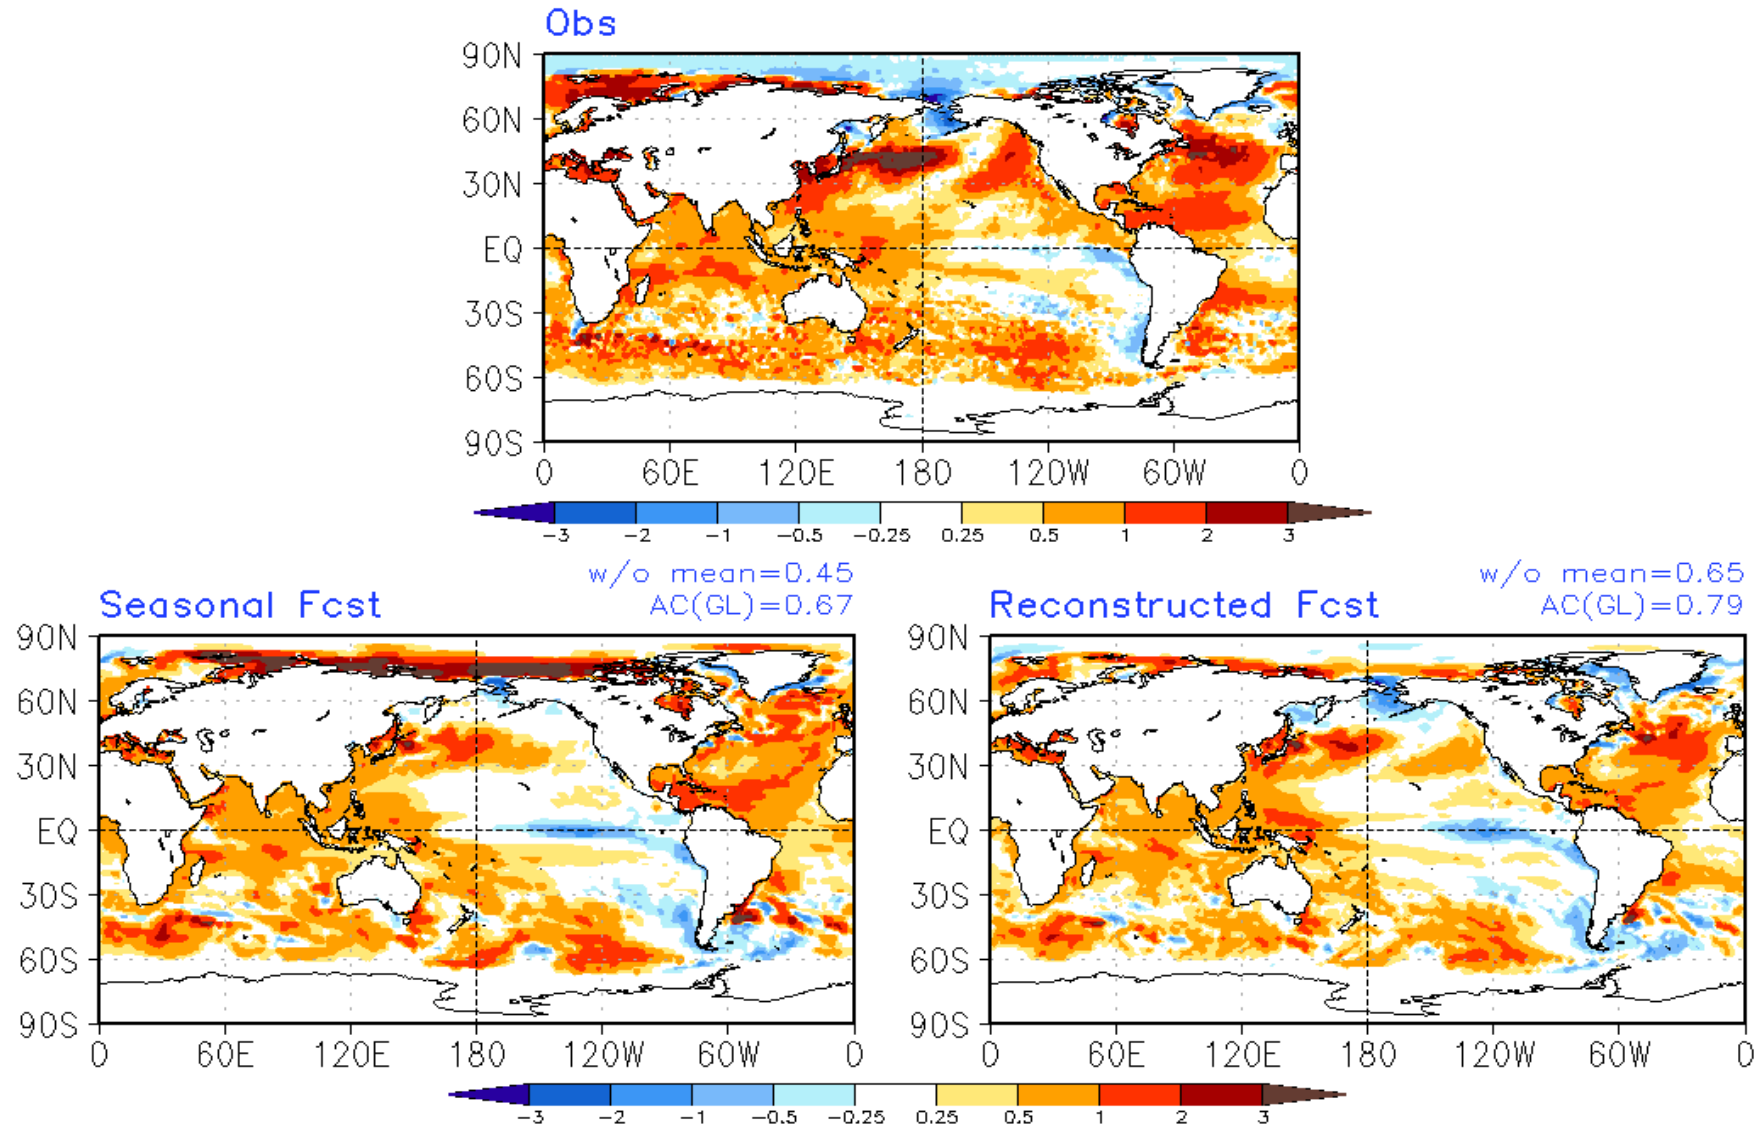 Obs
90N
60N
30N
EQ
30S
60S
90S
0 60E 120E 180 120W 60W 0
-3 -2 -1 -0.5 -0.25 0.25 0.5 1 2 3
w/o mean=0.45
Seasonal Fcst AC(GL)=0.67
90N
60N
30N
EQ
30S
60S
90S
0 60E 120E 180 120W 60W 0
w/o mean=0.65
Reconstructed Fcst AC(GL)=0.79
90N
60N
30N
EQ
30S
60S
90S
0 60E 120E 180 120W 60W 0
-3 -2 -1 -0.5 -0.25 0.25 0.5 1 2 3